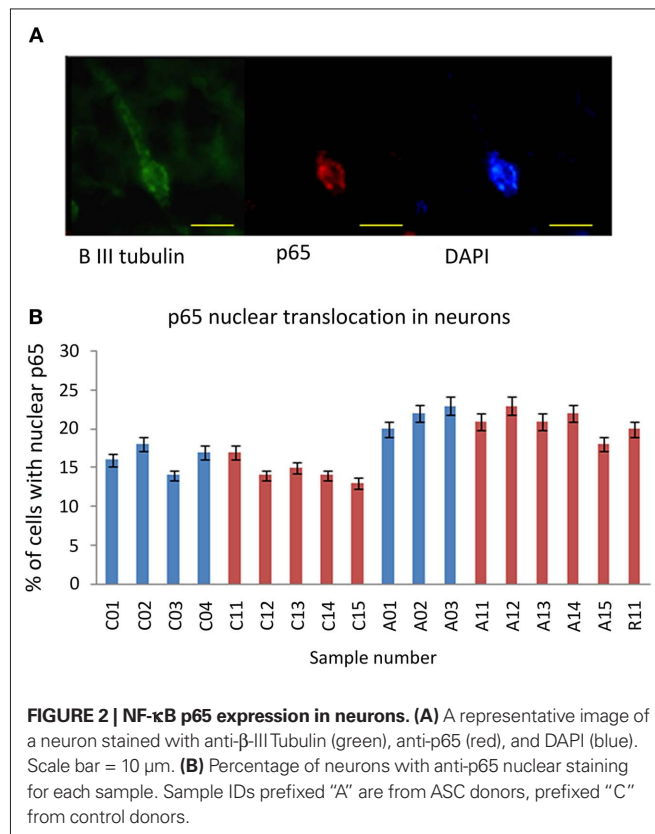 A
B III tubulin p65 DAPI
B p65 nuclear translocation in neurons
% of cells with nuclear p65
30
25
20
15
10
5
0
C01 C02 C03 C04 C11 C12 C13 C14 C15 A01 A02 A03 A11 A12 A13 A14 A15 R11
Sample number
FIGURE 2 | NF-κB p65 expression in neurons. (A) A representative image of
a neuron stained with anti-β-III Tubulin (green), anti-p65 (red), and DAPI (blue).
Scale bar = 10 μm. (B) Percentage of neurons with anti-p65 nuclear staining
for each sample. Sample IDs prefixed “A” are from ASC donors, prefixed “C”
from control donors.